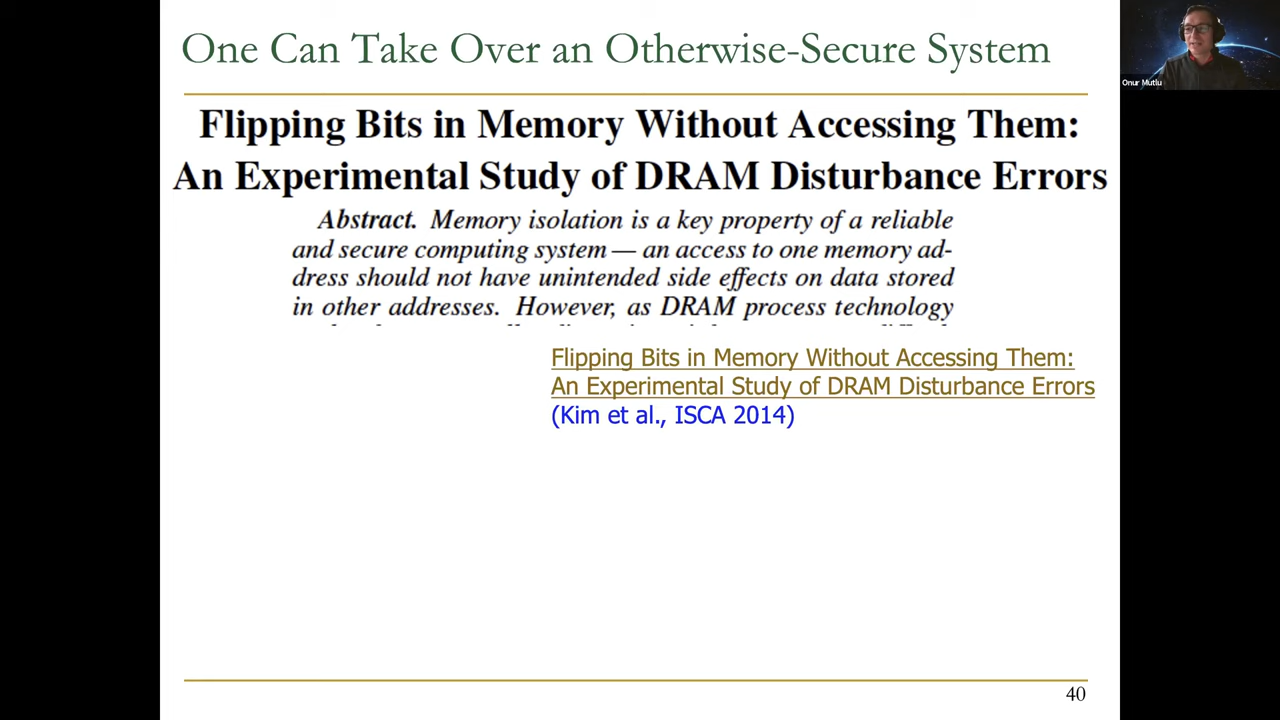 One Can Take Over an Otherwise-Secure System
Onur Mutlu
Flipping Bits in Memory Without Accessing Them:
An Experimental Study of DRAM Disturbance Errors
Abstract. Memory isolation is a key property of a reliable
and secure computing system — an access to one memory ad-
dress should not have unintended side effects on data stored
in other addresses. However, as DRAM process technology
Flipping Bits in Memory Without Accessing Them:
An Experimental Study of DRAM Disturbance Errors
(Kim et al., ISCA 2014)
40